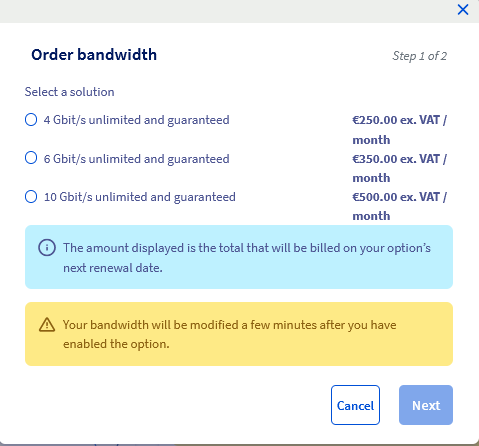 Order bandwidth
Step 1 of 2
Select a solution
4 Gbit/s unlimited and guaranteed
€250.00 ex. VAT /
month
6 Gbit/s unlimited and guaranteed
€350.00 ex. VAT /
month
10 Gbit/s unlimited and guaranteed
€500.00 ex. VAT /
month
The amount displayed is the total that will be billed on your option's
next renewal date.
Your bandwidth will be modified a few minutes after you have
enabled the option.
Cancel
Next